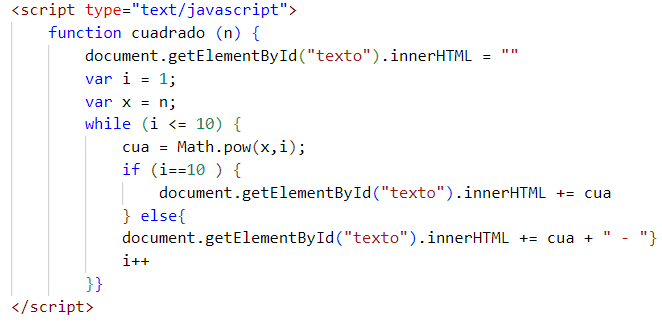 <script type="text/javascript">
    function cuadrado (n) {
        document.getElementById("texto").innerHTML = ""
        var i = 1;
        var x = n;
        while (i <= 10) {
            cua = Math.pow(x,i);
            if (i==10 ) {
                document.getElementById("texto").innerHTML += cua
            } else{
            document.getElementById("texto").innerHTML += cua + " - "}
            i++
        }}
</script>